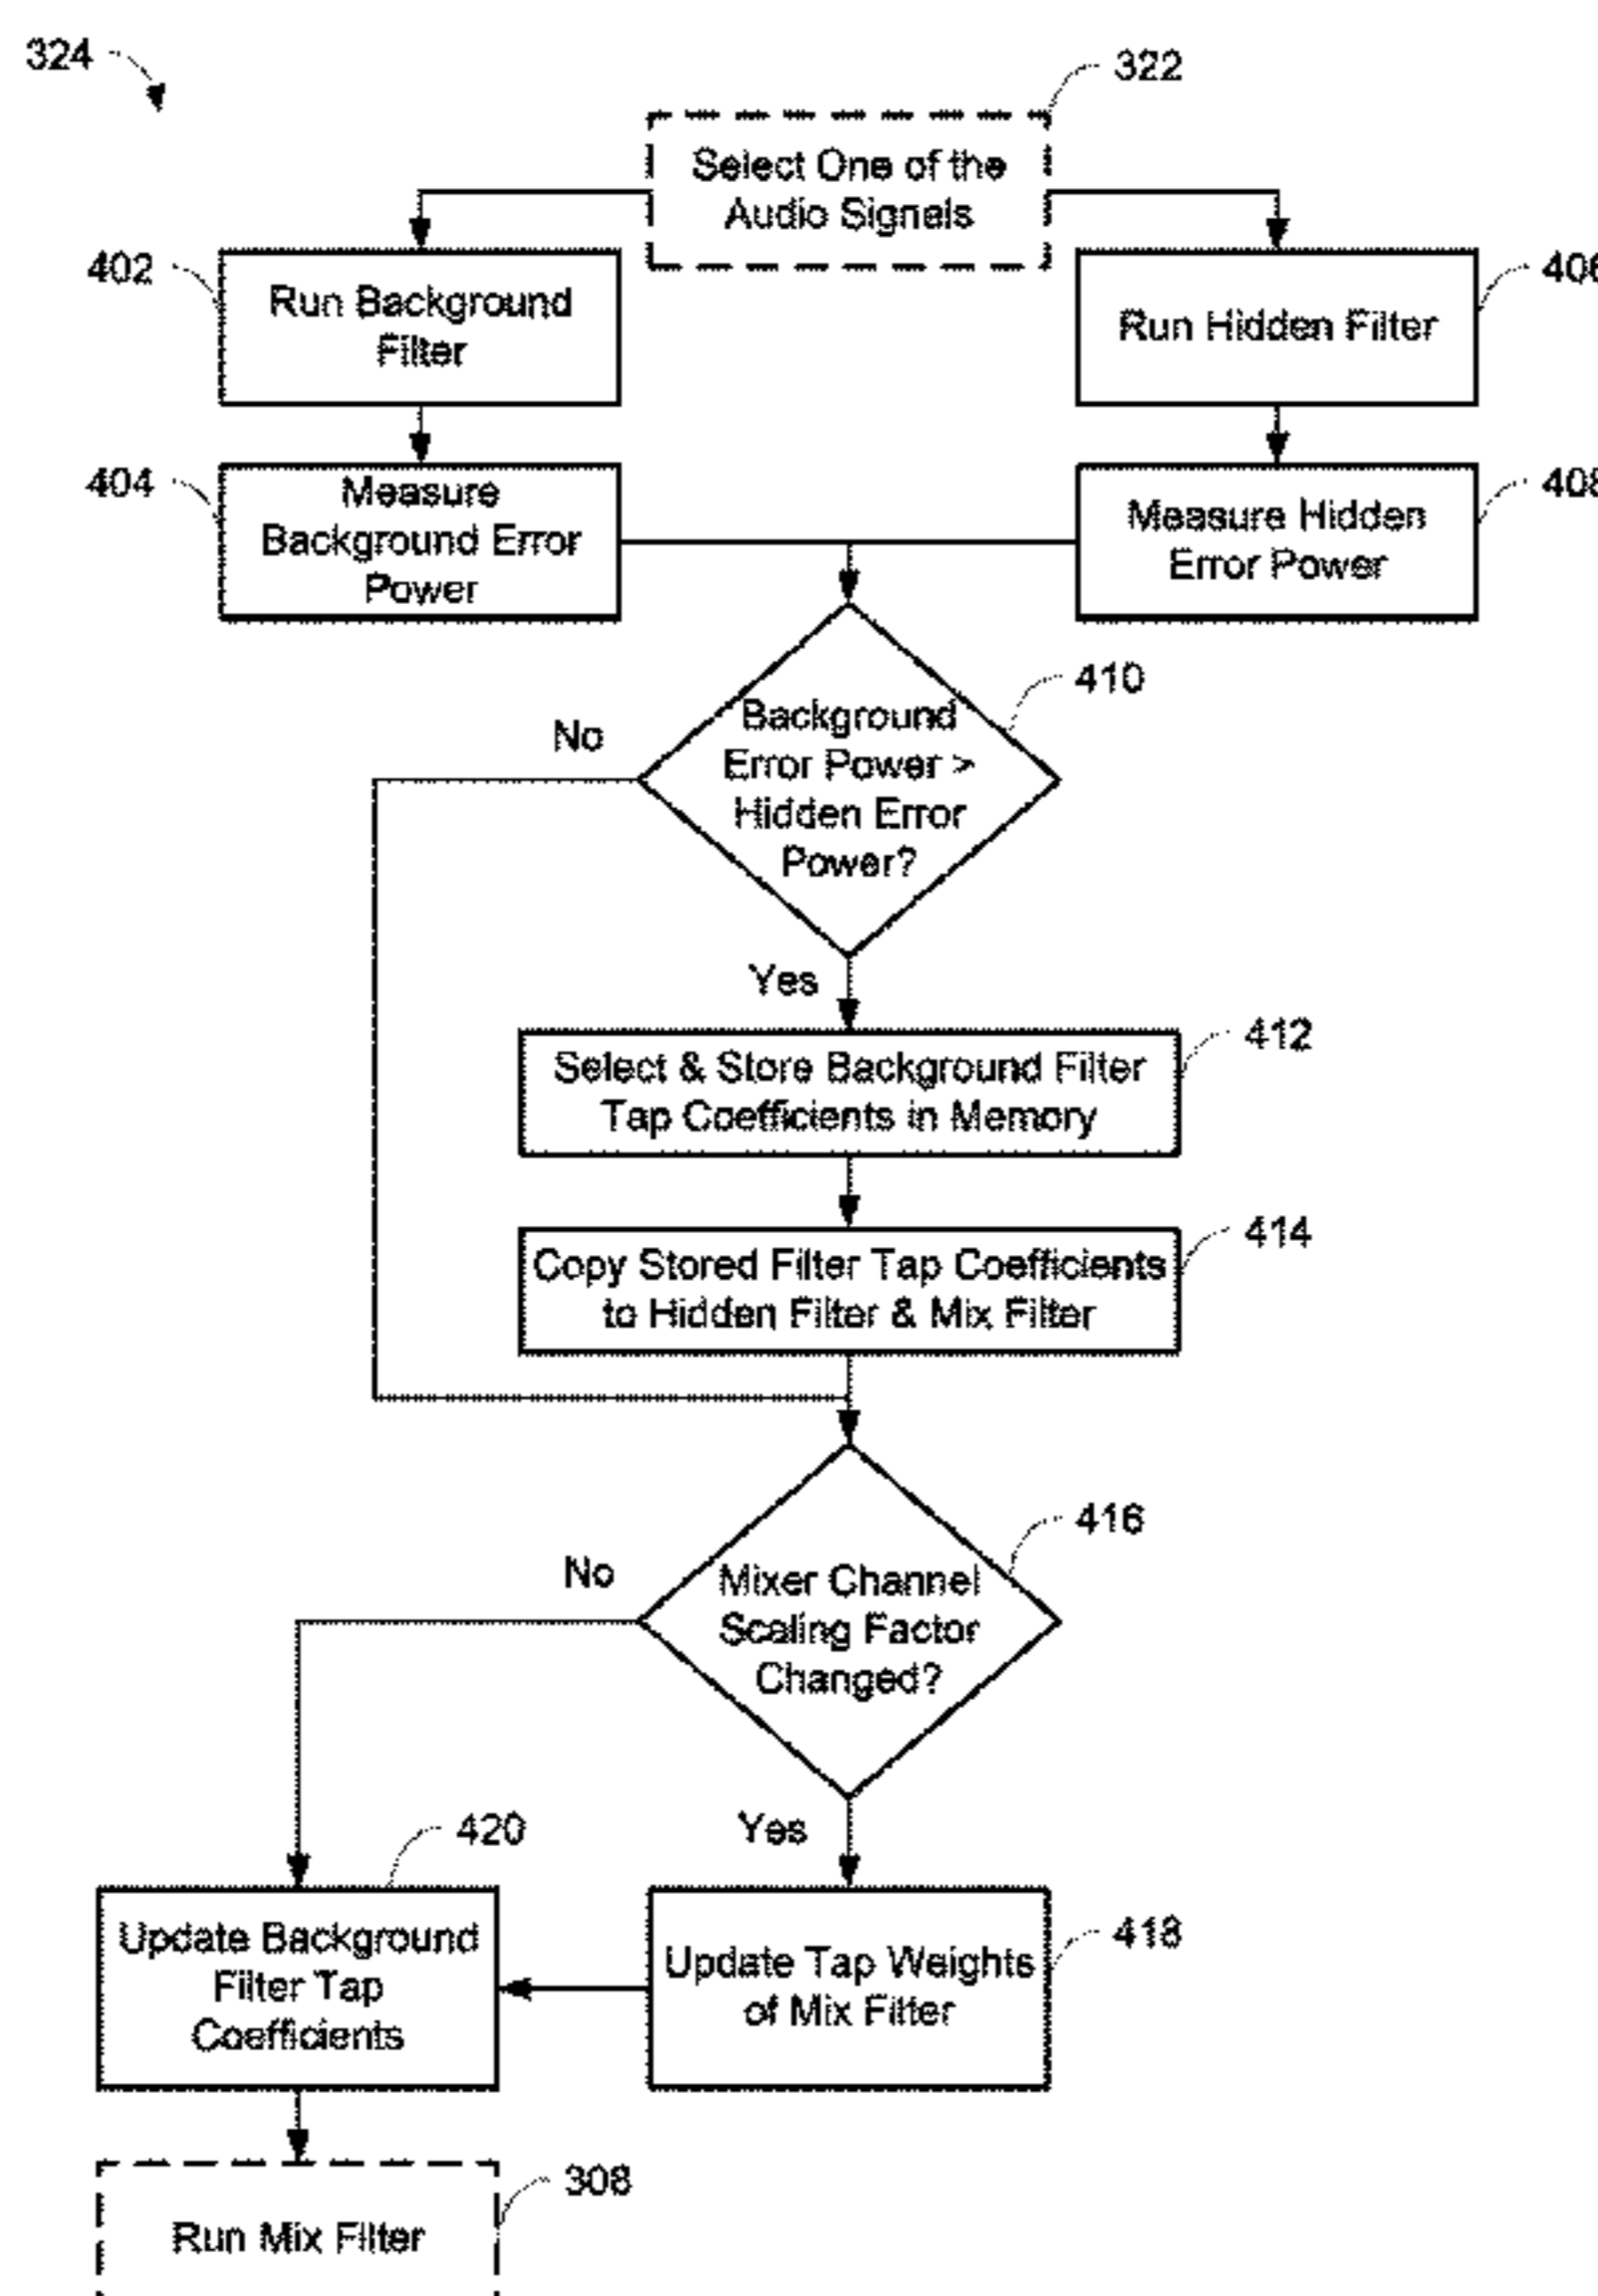 324
322
Select One of the
Audio Signals
402
Run Background
Filter
406
Run Hidden Filter
404
Measure
Background Error
Power
408
Measure Hidden
Error Power
410
No
Background
Error Power >
Hidden Error
Power?
Yes
412
Select & Store Background Filter
Tap Coefficients in Memory
414
Copy Stored Filter Tap Coefficients
to Hidden Filter & Mix Filter
416
No
Mixer Channel
Scaling Factor
Changed?
420
Yes
Update Background
Filter Tap
Coefficients
418
Update Tap Weights
of Mix Filter
308
Run Mix Filter